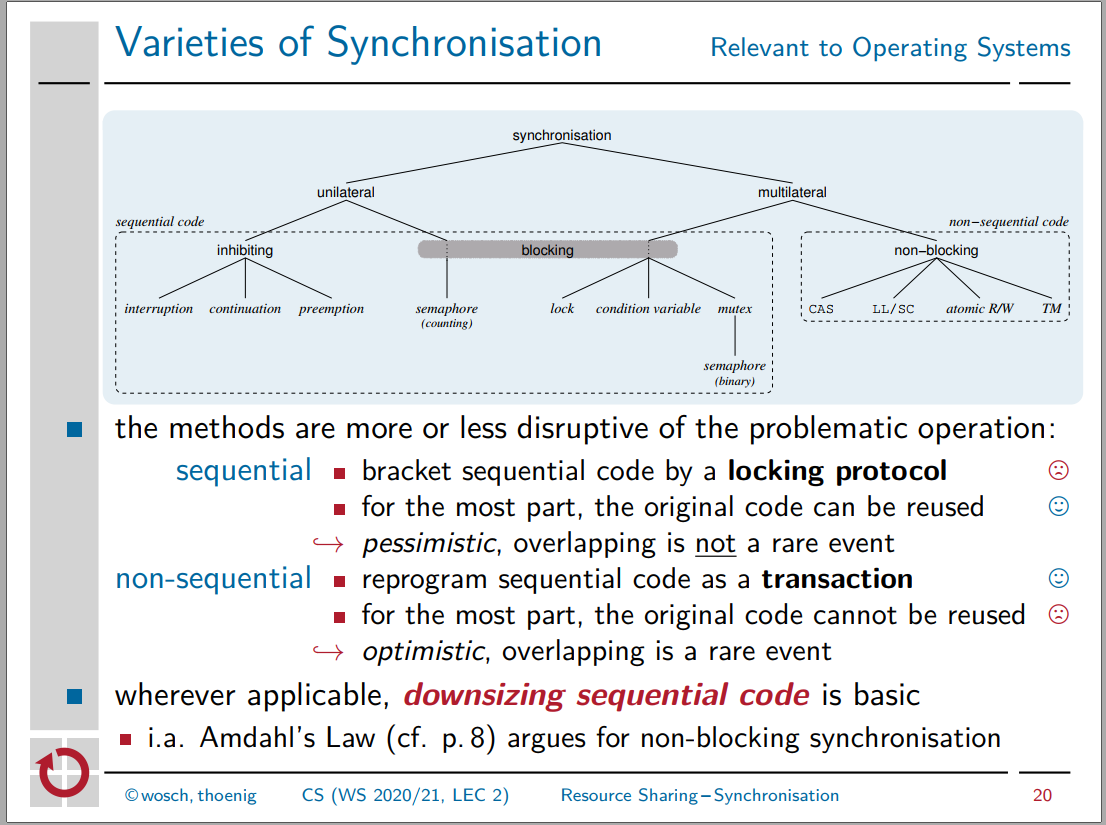 Varieties of Synchronisation Relevant to Operating Systems
synchronisation
unilateral multilateral
sequential code non–sequential code
inhibiting blocking non–blocking
interruption continuation preemption semaphore lock condition variable mutex CAS LL/SC atomic R/W TM
(counting)
semaphore
(binary)
the methods are more or less disruptive of the problematic operation:
sequential ■ bracket sequential code by a locking protocol ☹
■ for the most part, the original code can be reused ☺
↪ pessimistic, overlapping is not a rare event
non-sequential ■ reprogram sequential code as a transaction ☺
■ for the most part, the original code cannot be reused ☹
↪ optimistic, overlapping is a rare event
wherever applicable, downsizing sequential code is basic
■ i.a. Amdahl's Law (cf. p. 8) argues for non-blocking synchronisation
©wosch, thoenig CS (WS 2020/21, LEC 2) Resource Sharing – Synchronisation 20